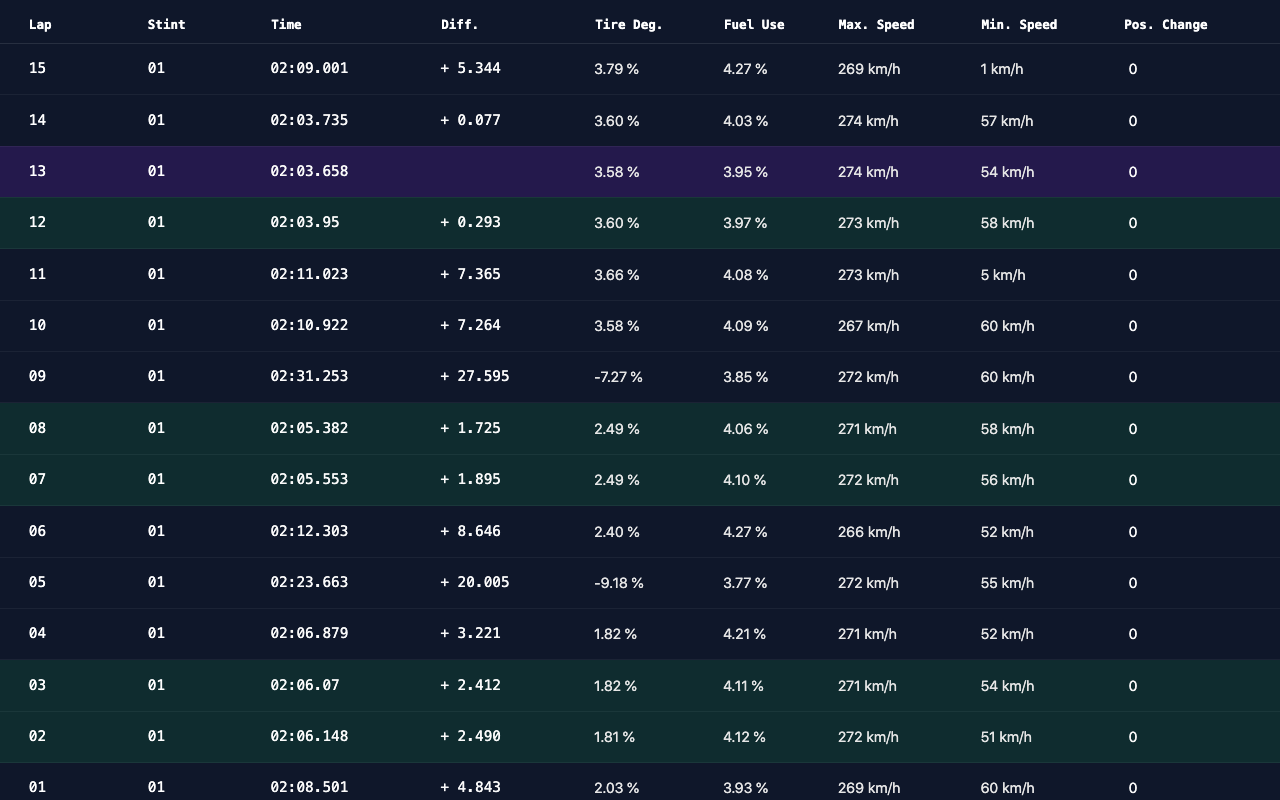 Lap Stint Time Diff. Tire Deg. Fuel Use Max. Speed Min. Speed Pos. Change
15 01 02:09.001 + 5.344 3.79 % 4.27 % 269 km/h 1 km/h 0
14 01 02:03.735 + 0.077 3.60 % 4.03 % 274 km/h 57 km/h 0
13 01 02:03.658 3.58 % 3.95 % 274 km/h 54 km/h 0
12 01 02:03.95 + 0.293 3.60 % 3.97 % 273 km/h 58 km/h 0
11 01 02:11.023 + 7.365 3.66 % 4.08 % 273 km/h 5 km/h 0
10 01 02:10.922 + 7.264 3.58 % 4.09 % 267 km/h 60 km/h 0
09 01 02:31.253 + 27.595 -7.27 % 3.85 % 272 km/h 60 km/h 0
08 01 02:05.382 + 1.725 2.49 % 4.06 % 271 km/h 58 km/h 0
07 01 02:05.553 + 1.895 2.49 % 4.10 % 272 km/h 56 km/h 0
06 01 02:12.303 + 8.646 2.40 % 4.27 % 266 km/h 52 km/h 0
05 01 02:23.663 + 20.005 -9.18 % 3.77 % 272 km/h 55 km/h 0
04 01 02:06.879 + 3.221 1.82 % 4.21 % 271 km/h 52 km/h 0
03 01 02:06.07 + 2.412 1.82 % 4.11 % 271 km/h 54 km/h 0
02 01 02:06.148 + 2.490 1.81 % 4.12 % 272 km/h 51 km/h 0
01 01 02:08.501 + 4.843 2.03 % 3.93 % 269 km/h 60 km/h 0